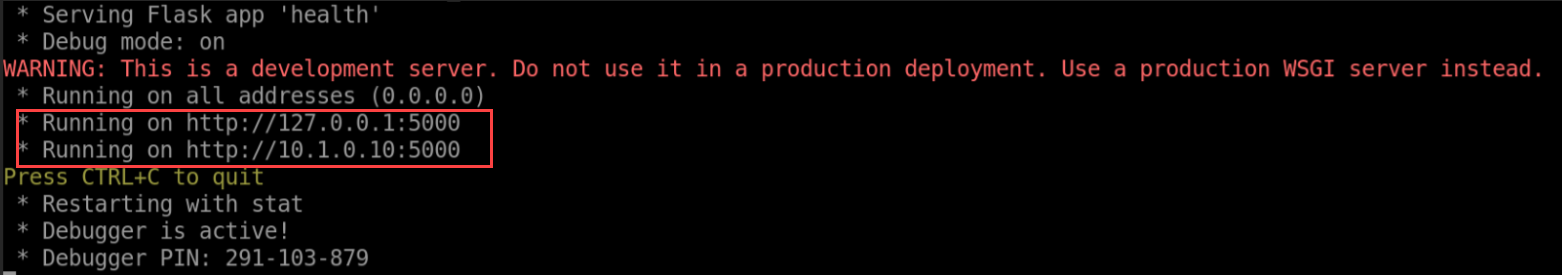 * Serving Flask app 'health'
* Debug mode: on
WARNING: This is a development server. Do not use it in a production deployment. Use a production WSGI server instead.
* Running on all addresses (0.0.0.0)
* Running on http://127.0.0.1:5000
* Running on http://10.1.0.10:5000
Press CTRL+C to quit
* Restarting with stat
* Debugger is active!
* Debugger PIN: 291-103-879